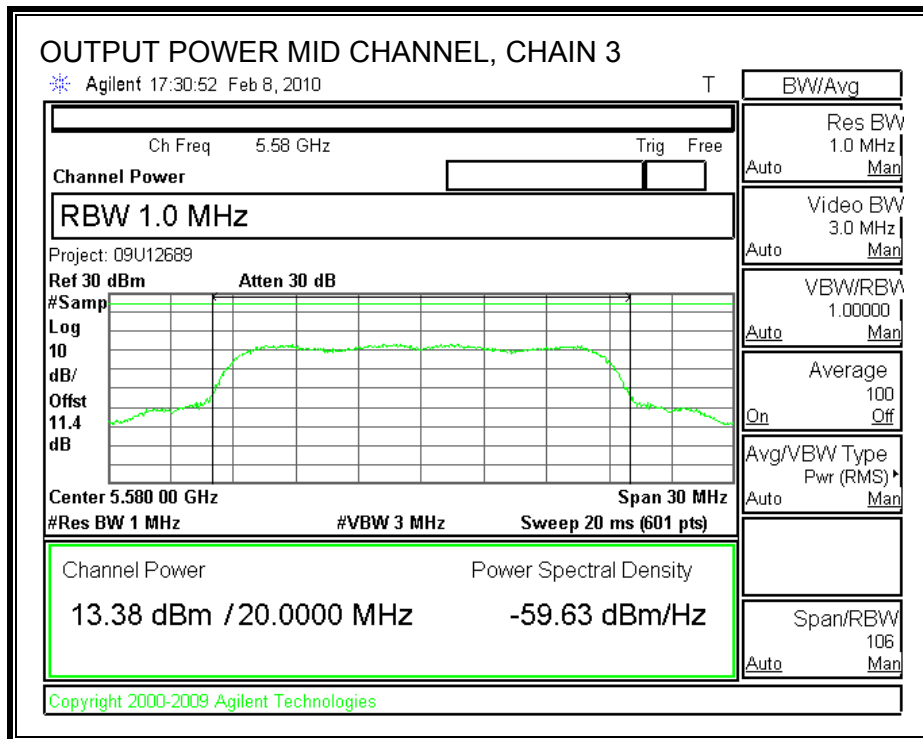 OUTPUT POWER MID CHANNEL, CHAIN 3
Agilent 17:30:52 Feb 8, 2010 T
Ch Freq 5.58 GHz Trig Free
Channel Power
RBW 1.0 MHz
Project: 09U12689
Ref 30 dBm Atten 30 dB
#Samp
Log
10
dB/
Offst
11.4
dB
Center 5.580 00 GHz Span 30 MHz
#Res BW 1 MHz #VBW 3 MHz Sweep 20 ms (601 pts)
Channel Power Power Spectral Density
13.38 dBm / 20.0000 MHz -59.63 dBm/Hz
Copyright 2000-2009 Agilent Technologies
BW/Avg
Res BW
1.0 MHz
Auto Man
Video BW
3.0 MHz
Auto Man
VBW/RBW
1.00000
Auto Man
Average
100
On Off
Avg/VBW Type
Pwr (RMS)
Auto Man
Span/RBW
106
Auto Man